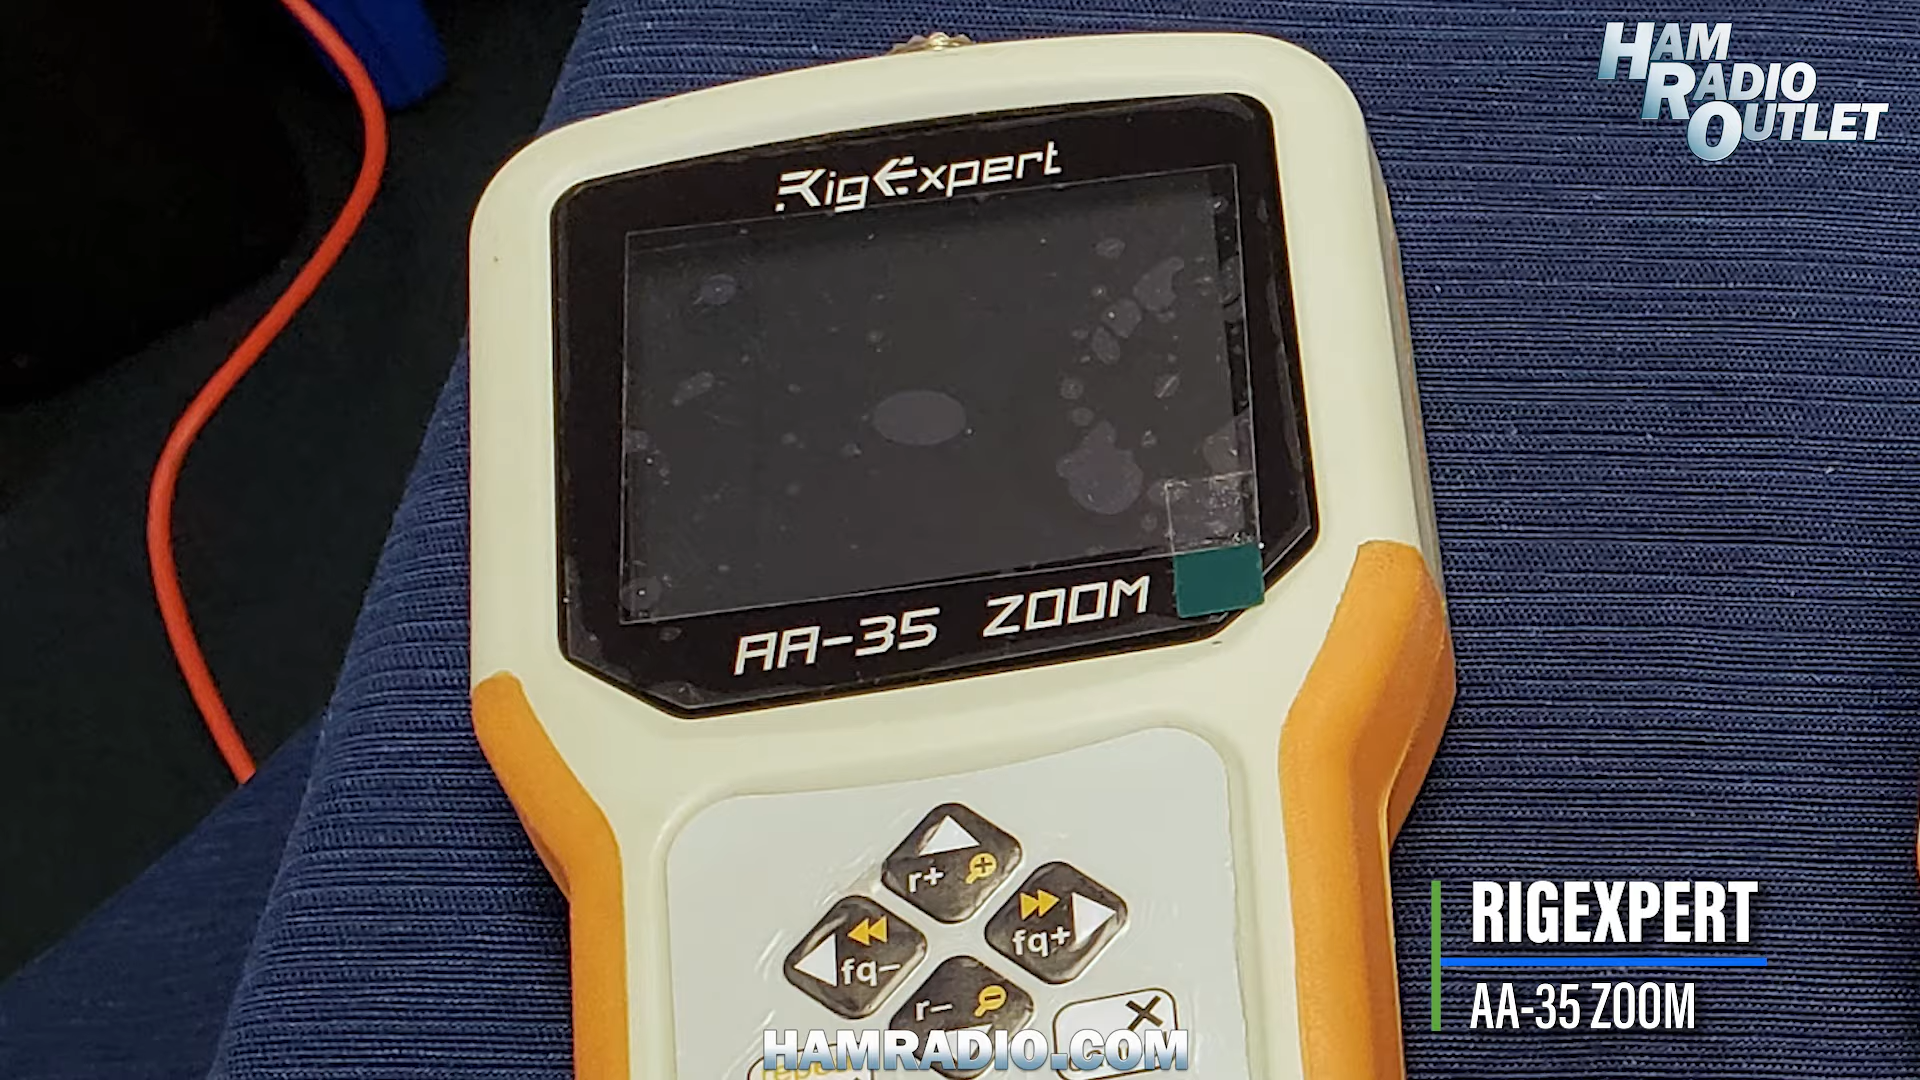 HAM
RADIO
OUTLET
RigExpert
AA-35 ZOOM
r+
fq-
fq+
r-
RIGEXPERT
AA-35 ZOOM
HAMRADIO.COM